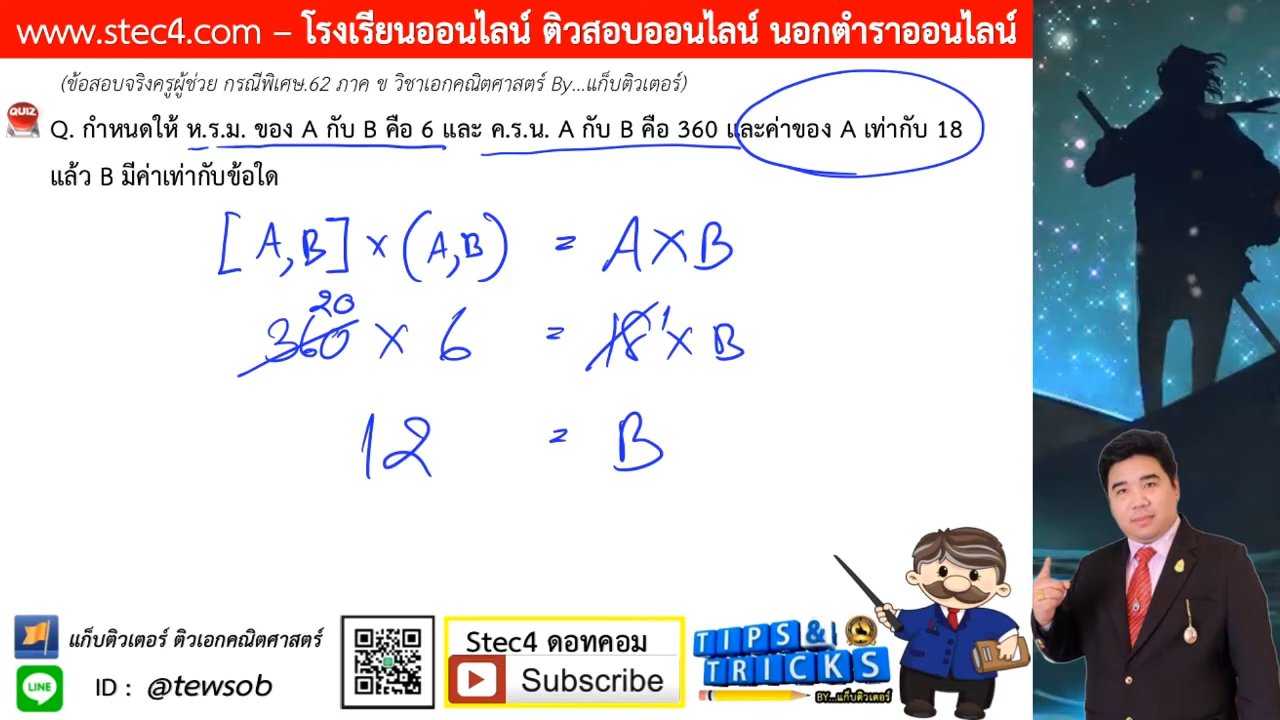 www.stec4.com – โรงเรียนออนไลน์ ติวสอบออนไลน์ นอกตำราออนไลน์
(ข้อสอบจริงครูผู้ช่วย กรณีพิเศษ.62 ภาค ข วิชาเอกคณิตศาสตร์ By...แก็บติวเตอร์)
QUIZ
Q. กำหนดให้ ห.ร.ม. ของ A กับ B คือ 6 และ ค.ร.น. A กับ B คือ 360 และค่าของ A เท่ากับ 18
แล้ว B มีค่าเท่ากับข้อใด
[A,B] × (A,B) = A × B
20
360 × 6 = 18 1 × B
12 = B
แก็บติวเตอร์ ติวเอกคณิตศาสตร์
LINE
ID : @tewsob
Stec4 ดอทคอม
Subscribe
TIPS &
TRICKS
BY...แก็บติวเตอร์